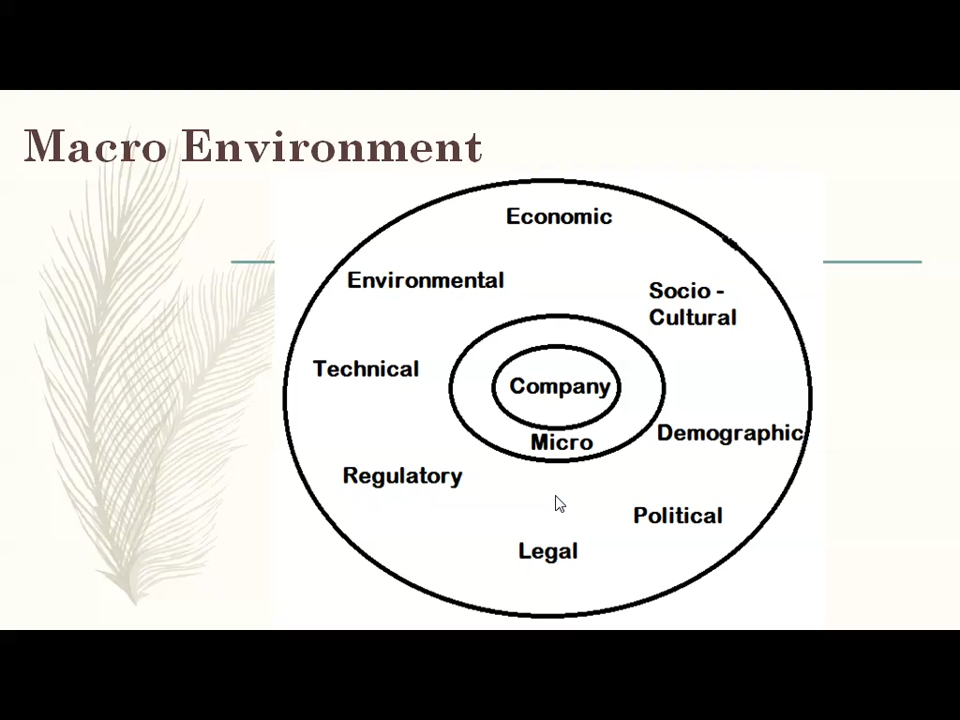 Macro Environment
Economic
Environmental
Socio -
Cultural
Technical
Company
Micro
Demographic
Regulatory
Political
Legal